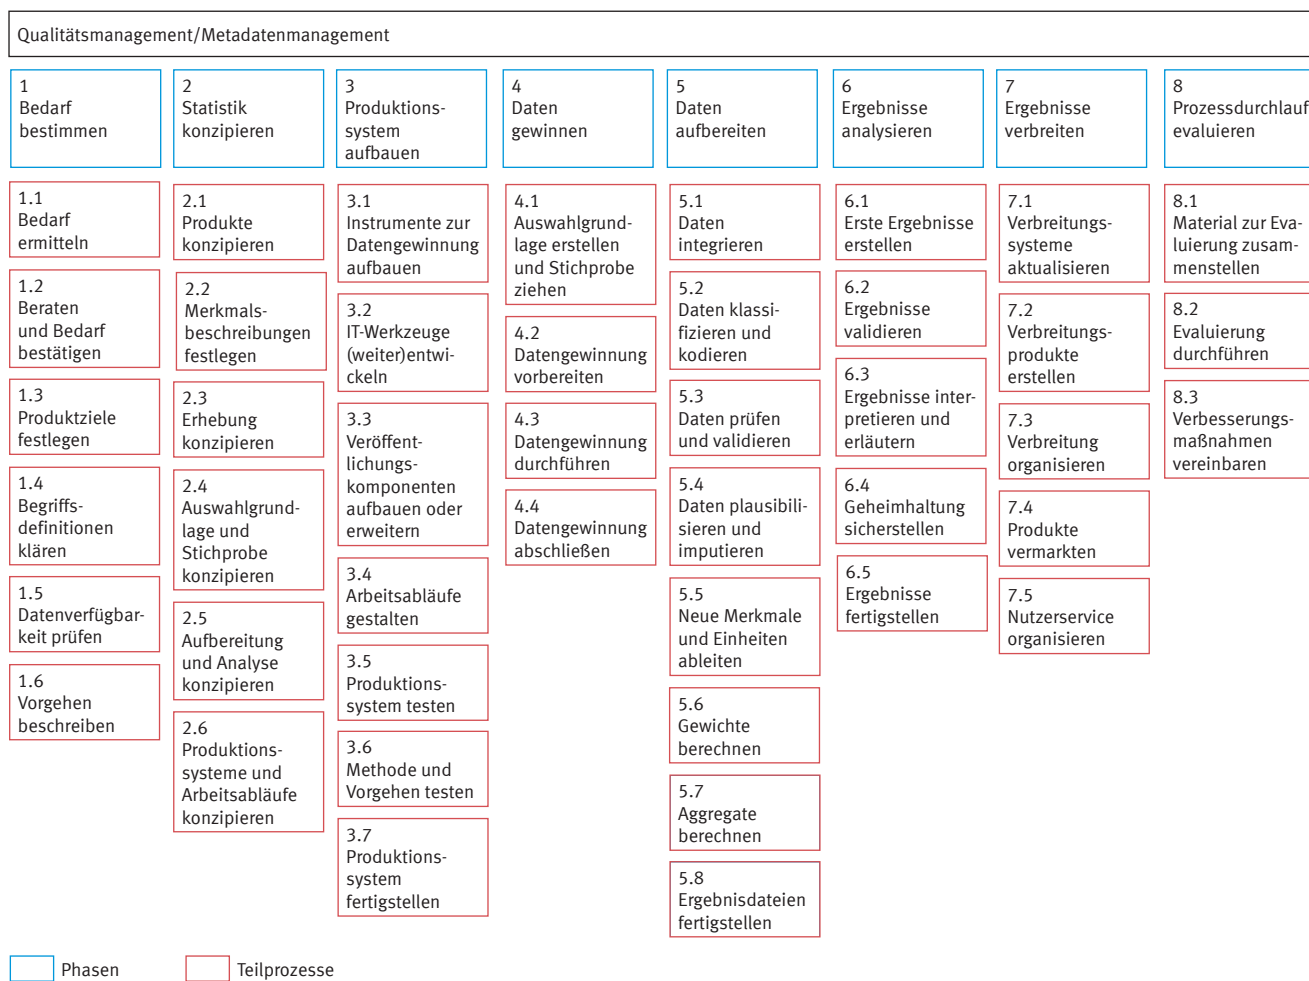 Qualitätsmanagement/Metadatenmanagement
1
Bedarf
bestimmen
2
Statistik
konzipieren
3
Produktions-
system
aufbauen
4
Daten
gewinnen
5
Daten
aufbereiten
6
Ergebnisse
analysieren
7
Ergebnisse
verbreiten
8
Prozessdurchlauf
evaluieren
1.1
Bedarf
ermitteln
1.2
Beraten
und Bedarf
bestätigen
1.3
Produktziele
festlegen
1.4
Begriffs-
definitionen
klären
1.5
Datenverfügbar-
keit prüfen
1.6
Vorgehen
beschreiben
2.1
Produkte
konzipieren
2.2
Merkmals-
beschreibungen
festlegen
2.3
Erhebung
konzipieren
2.4
Auswahlgrund-
lage und
Stichprobe
konzipieren
2.5
Aufbereitung
und Analyse
konzipieren
2.6
Produktions-
systeme und
Arbeitsabläufe
konzipieren
3.1
Instrumente zur
Datengewinnung
aufbauen
3.2
IT-Werkzeuge
(weiter)entwi-
ckeln
3.3
Veröffent-
lichungs-
komponenten
aufbauen oder
erweitern
3.4
Arbeitsabläufe
gestalten
3.5
Produktions-
system testen
3.6
Methode und
Vorgehen testen
3.7
Produktions-
system
fertigstellen
4.1
Auswahlgrund-
lage erstellen
und Stichprobe
ziehen
4.2
Datengewinnung
vorbereiten
4.3
Datengewinnung
durchführen
4.4
Datengewinnung
abschließen
5.1
Daten
integrieren
5.2
Daten klassi-
fizieren und
kodieren
5.3
Daten prüfen
und validieren
5.4
Daten plausibili-
sieren und
imputieren
5.5
Neue Merkmale
und Einheiten
ableiten
5.6
Gewichte
berechnen
5.7
Aggregate
berechnen
5.8
Ergebnisdateien
fertigstellen
6.1
Erste Ergebnisse
erstellen
6.2
Ergebnisse
validieren
6.3
Ergebnisse inter-
pretieren und
erläutern
6.4
Geheimhaltung
sicherstellen
6.5
Ergebnisse
fertigstellen
7.1
Verbreitungs-
systeme
aktualisieren
7.2
Verbreitungs-
produkte
erstellen
7.3
Verbreitung
organisieren
7.4
Produkte
vermarkten
7.5
Nutzerservice
organisieren
8.1
Material zur Eva-
luierung zusam-
menstellen
8.2
Evaluierung
durchführen
8.3
Verbesserungs-
maßnahmen
vereinbaren
Phasen
Teilprozesse